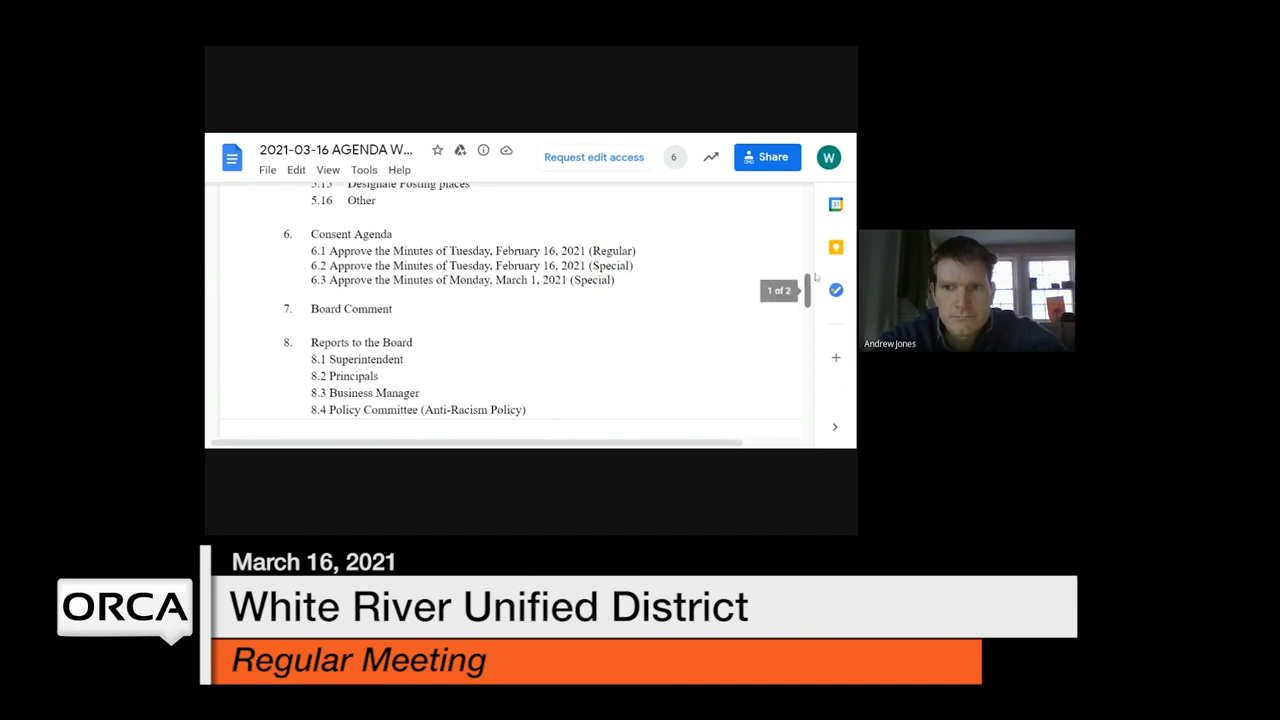 2021-03-16 AGENDA W...
File Edit View Tools Help
Request edit access
6
Share
W
5.15 Designate Posting places
5.16 Other
6. Consent Agenda
6.1 Approve the Minutes of Tuesday, February 16, 2021 (Regular)
6.2 Approve the Minutes of Tuesday, February 16, 2021 (Special)
6.3 Approve the Minutes of Monday, March 1, 2021 (Special)
1 of 2
7. Board Comment
8. Reports to the Board
8.1 Superintendent
8.2 Principals
8.3 Business Manager
8.4 Policy Committee (Anti-Racism Policy)
31
Andrew Jones
March 16, 2021
ORCA
White River Unified District
Regular Meeting